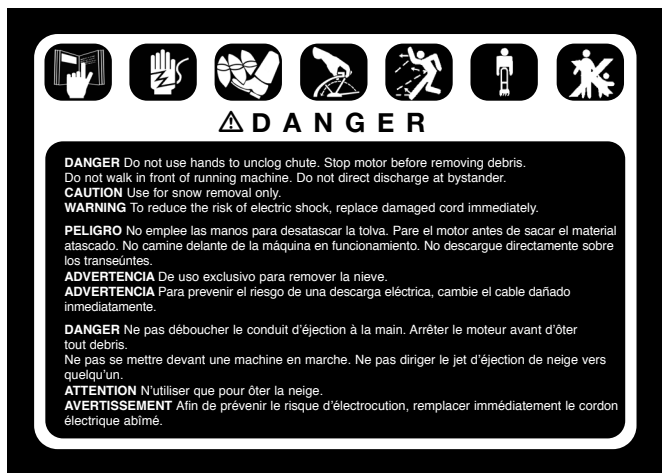 ⚠ DANGER
DANGER Do not use hands to unclog chute. Stop motor before removing debris.
Do not walk in front of running machine. Do not direct discharge at bystander.
CAUTION Use for snow removal only.
WARNING To reduce the risk of electric shock, replace damaged cord immediately.
PELIGRO No emplee las manos para desatascar la tolva. Pare el motor antes de sacar el material
atascado. No camine delante de la máquina en funcionamiento. No descargue directamente sobre
los transeúntes.
ADVERTENCIA De uso exclusivo para remover la nieve.
ADVERTENCIA Para prevenir el riesgo de una descarga eléctrica, cambie el cable dañado
inmediatamente.
DANGER Ne pas déboucher le conduit d'éjection à la main. Arrêter le moteur avant d'ôter
tout debris.
Ne pas se mettre devant une machine en marche. Ne pas diriger le jet d'éjection de neige vers
quelqu'un.
ATTENTION N'utiliser que pour ôter la neige.
AVERTISSEMENT Afin de prévenir le risque d'électrocution, remplacer immédiatement le cordon
électrique abîmé.